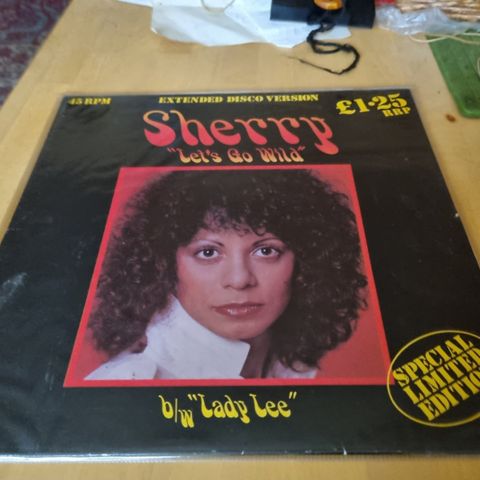 45 RPM
EXTENDED DISCO VERSION
£1·25
RRP
Sherry
"Let's Go Wild"
SPECIAL
LIMITED
EDITION
b/w "Lady Lee"